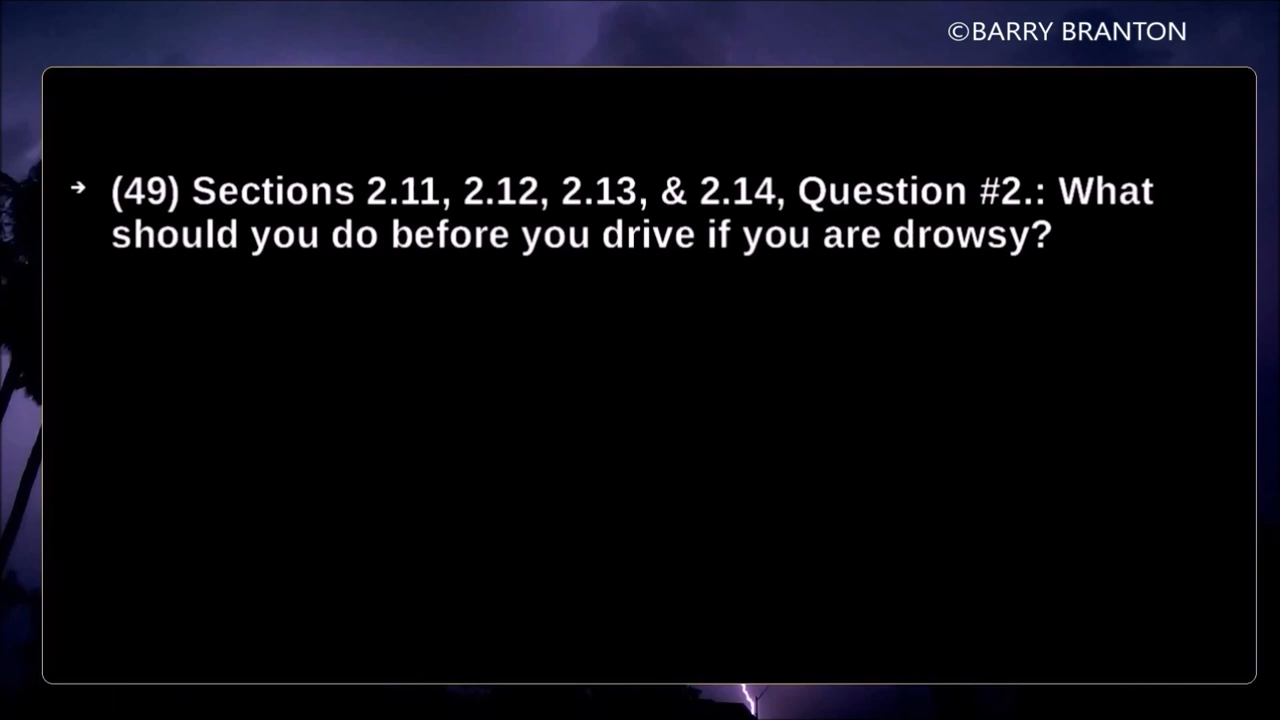 ©BARRY BRANTON
➔ (49) Sections 2.11, 2.12, 2.13, & 2.14, Question #2.: What
should you do before you drive if you are drowsy?